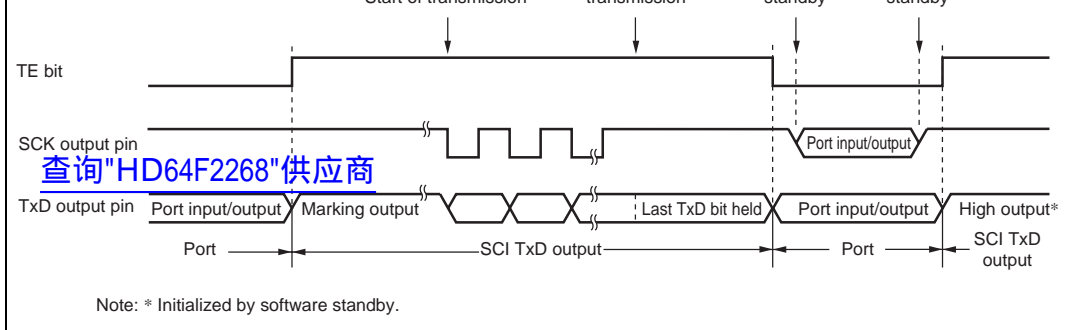 Start of transmission transmission standby standby
TE bit
SCK output pin Port input/output
查询"HD64F2268"供应商
TxD output pin Port input/output Marking output Last TxD bit held Port input/output High output*
Port SCI TxD output Port SCI TxD output
Note: * Initialized by software standby.